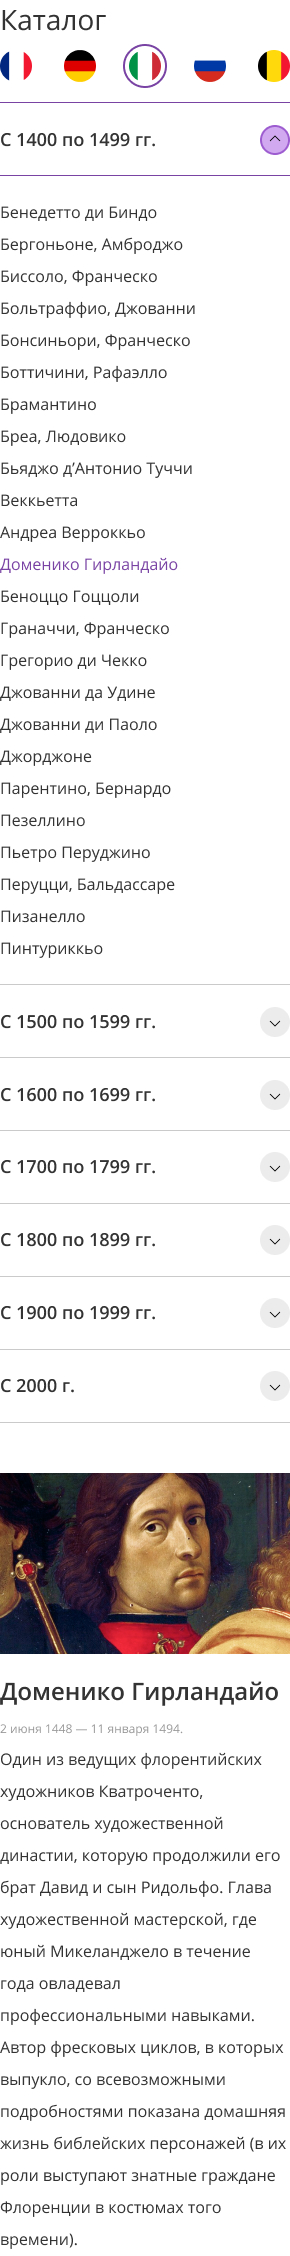 Каталог
С 1400 по 1499 гг.
Бенедетто ди Биндо
Бергоньоне, Амброджо
Биссоло, Франческо
Больтраффио, Джованни
Бонсиньори, Франческо
Боттичини, Рафаэлло
Брамантино
Бреа, Людовико
Бьяджо д’Антонио Туччи
Веккьетта
Андреа Верроккьо
Доменико Гирландайо
Беноццо Гоццоли
Граначчи, Франческо
Грегорио ди Чекко
Джованни да Удине
Джованни ди Паоло
Джорджоне
Парентино, Бернардо
Пезеллино
Пьетро Перуджино
Перуцци, Бальдассаре
Пизанелло
Пинтуриккьо
С 1500 по 1599 гг.
С 1600 по 1699 гг.
С 1700 по 1799 гг.
С 1800 по 1899 гг.
С 1900 по 1999 гг.
С 2000 г.
Доменико Гирландайо
2 июня 1448 — 11 января 1494.
Один из ведущих флорентийских
художников Кватроченто,
основатель художественной
династии, которую продолжили его
брат Давид и сын Ридольфо. Глава
художественной мастерской, где
юный Микеланджело в течение
года овладевал
профессиональными навыками.
Автор фресковых циклов, в которых
выпукло, со всевозможными
подробностями показана домашняя
жизнь библейских персонажей (в их
роли выступают знатные граждане
Флоренции в костюмах того
времени).